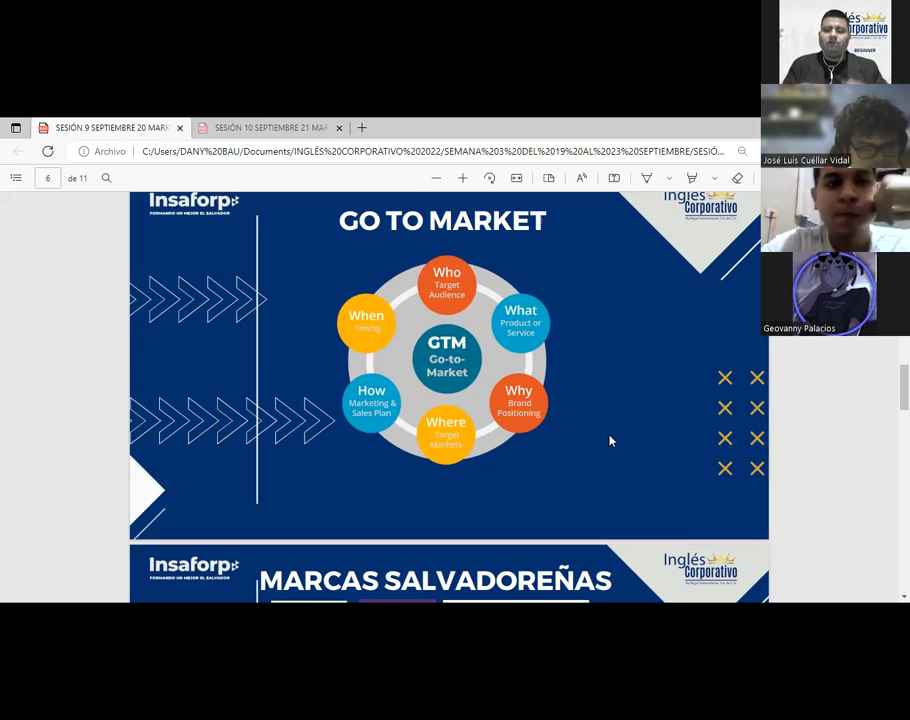 SESIÓN 9 SEPTIEMBRE 20 MAR
SESIÓN 10 SEPTIEMBRE 21 MAR
Archivo
C:/Users/DANY%20BAU/Documents/INGLÉS%20CORPORATIVO%202022/SEMANA%203%20DEL%2019%20AL%2023%20SEPTIEMBRE/SESIÓ...
6
de 11
Insaforp
FORMANDO UN MEJOR EL SALVADOR
GO TO MARKET
Inglés
Corporativo
Who
Target
Audience
When
Timing
What
Product or
Service
GTM
Go-to-
Market
How
Marketing &
Sales Plan
Why
Brand
Positioning
Where
Target
Markets
Insaforp
FORMANDO UN MEJOR EL SALVADOR
MARCAS SALVADOREÑAS
Inglés
Corporativo
lés
Corporativo
BEGINNER
José Luis Cuéllar Vidal
Geovanny Palacios